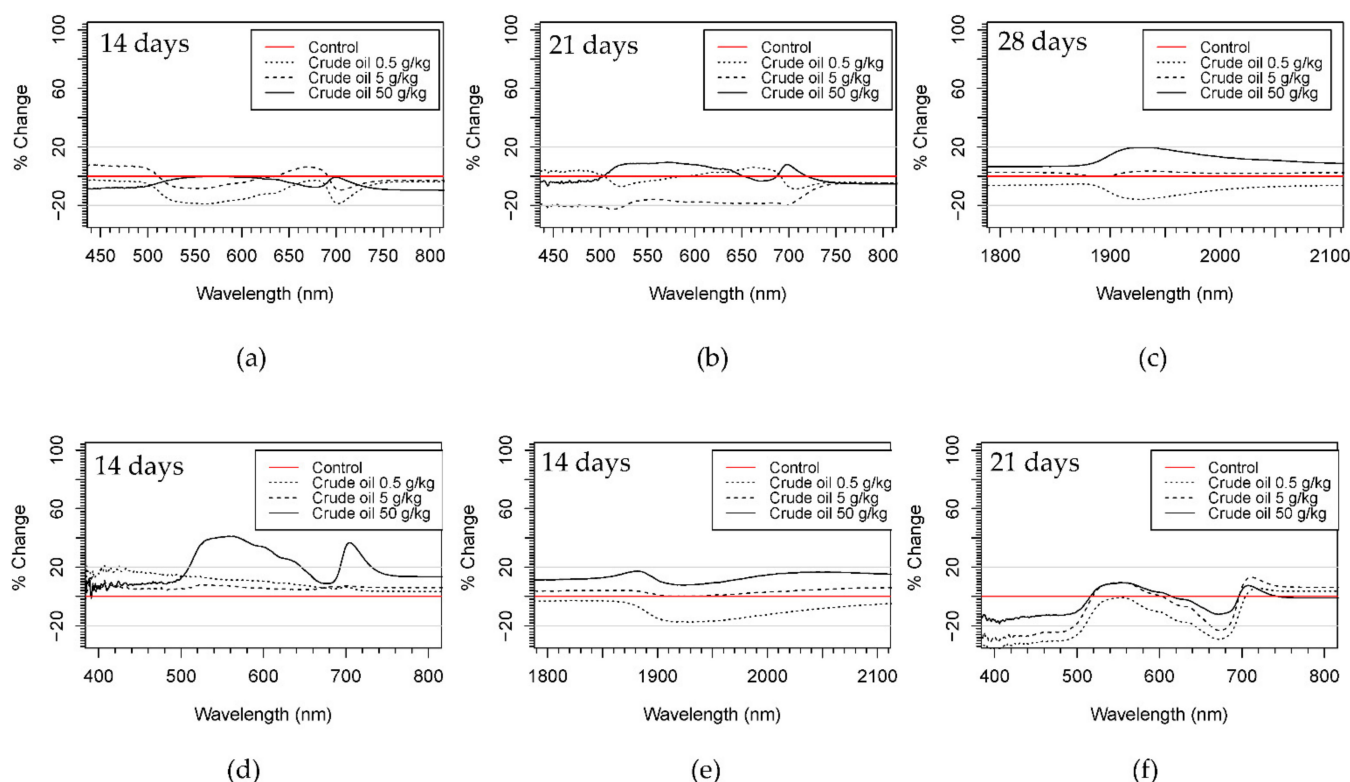 14 days
Control
Crude oil 0.5 g/kg
Crude oil 5 g/kg
Crude oil 50 g/kg
% Change
100
60
20
−20
450 500 550 600 650 700 750 800
Wavelength (nm)
(a)
21 days
Control
Crude oil 0.5 g/kg
Crude oil 5 g/kg
Crude oil 50 g/kg
% Change
100
60
20
−20
450 500 550 600 650 700 750 800
Wavelength (nm)
(b)
28 days
Control
Crude oil 0.5 g/kg
Crude oil 5 g/kg
Crude oil 50 g/kg
% Change
100
60
20
−20
1800 1900 2000 2100
Wavelength (nm)
(c)
14 days
Control
Crude oil 0.5 g/kg
Crude oil 5 g/kg
Crude oil 50 g/kg
% Change
100
60
20
−20
400 500 600 700 800
Wavelength (nm)
(d)
14 days
Control
Crude oil 0.5 g/kg
Crude oil 5 g/kg
Crude oil 50 g/kg
% Change
100
60
20
−20
1800 1900 2000 2100
Wavelength (nm)
(e)
21 days
Control
Crude oil 0.5 g/kg
Crude oil 5 g/kg
Crude oil 50 g/kg
% Change
100
60
20
−20
400 500 600 700 800
Wavelength (nm)
(f)